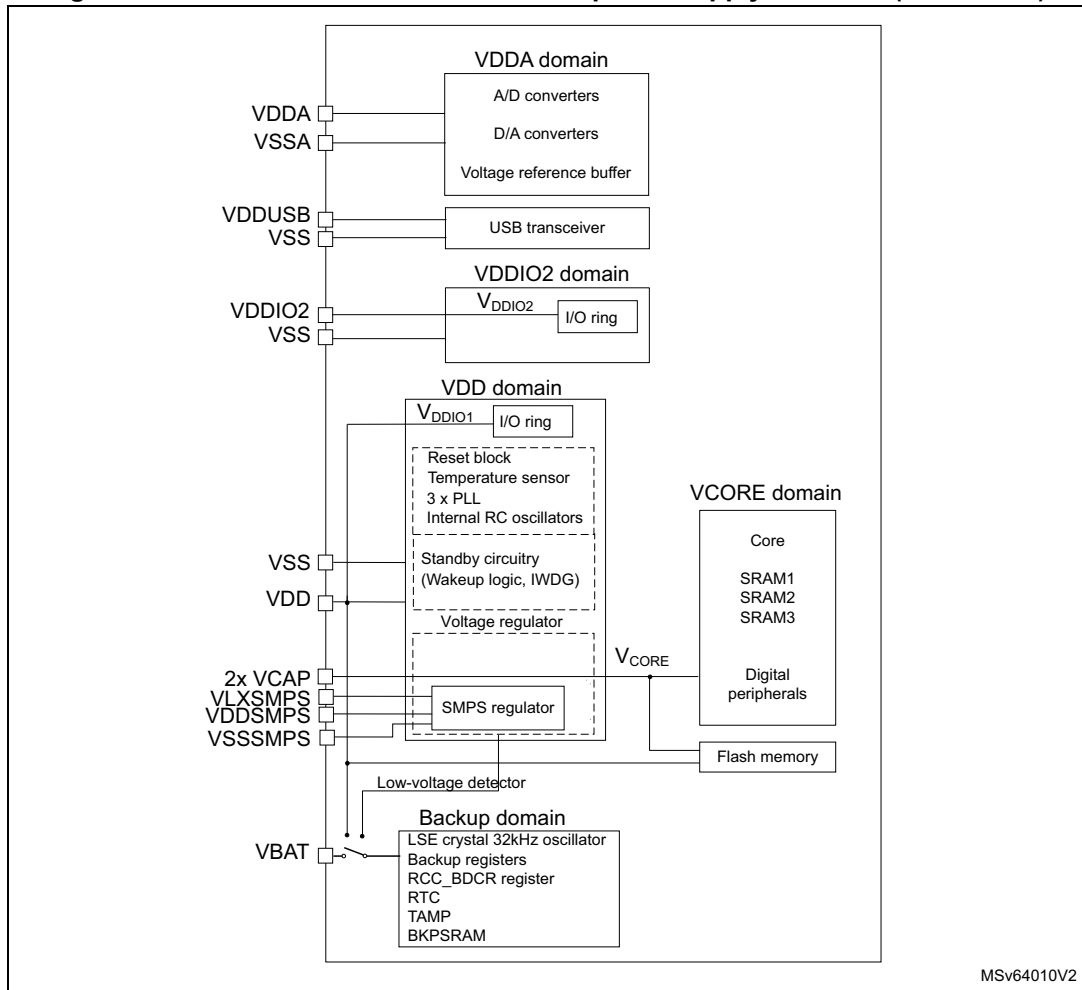 VDDA domain
A/D converters
D/A converters
Voltage reference buffer
VDDA
VSSA
VDDUSB
VSS
USB transceiver
VDDIO2 domain
VDDIO2
VSS
VDDIO2
I/O ring
VDD domain
VDDIO1
I/O ring
Reset block
Temperature sensor
3 x PLL
Internal RC oscillators
Standby circuitry
(Wakeup logic, IWDG)
Voltage regulator
VSS
VDD
2x VCAP
VLXSMPS
VDDSMPS
VSSSMPS
SMPS regulator
VCORE
VCORE domain
Core
SRAM1
SRAM2
SRAM3
Digital
peripherals
Flash memory
Low-voltage detector
Backup domain
VBAT
LSE crystal 32kHz oscillator
Backup registers
RCC_BDCR register
RTC
TAMP
BKPSRAM
MSv64010V2